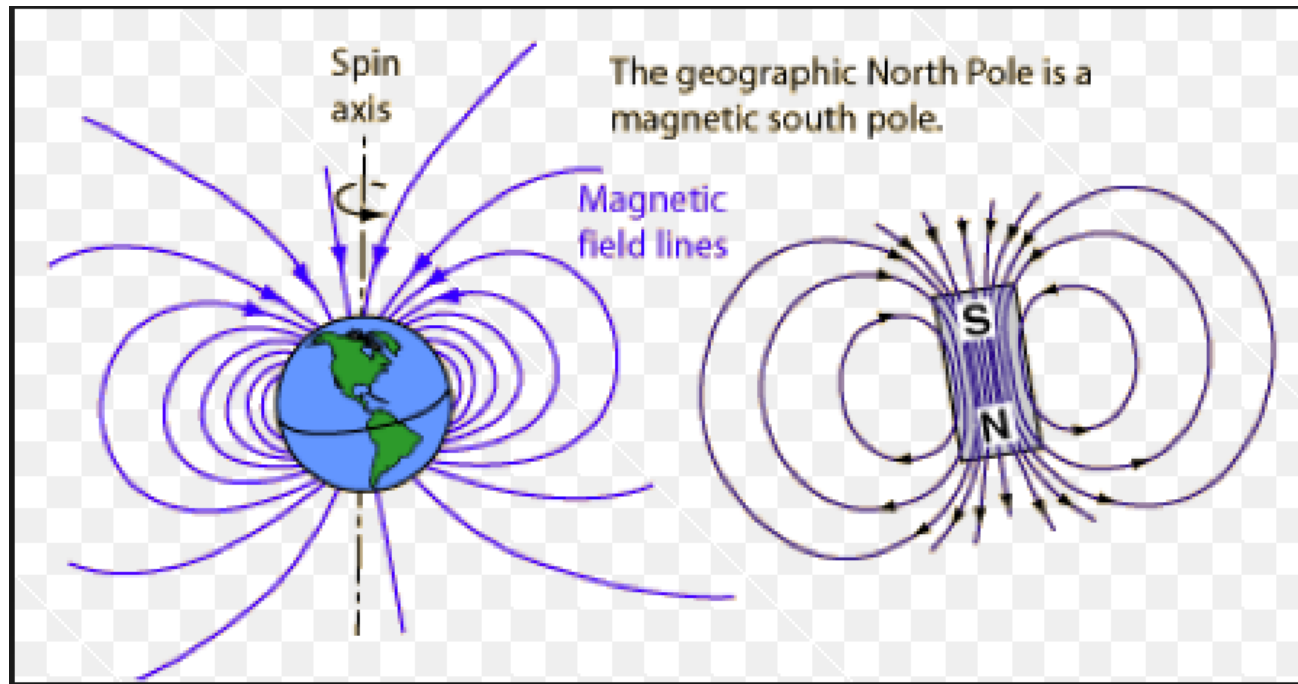 Spin
axis
The geographic North Pole is a
magnetic south pole.
Magnetic
field lines
S
N